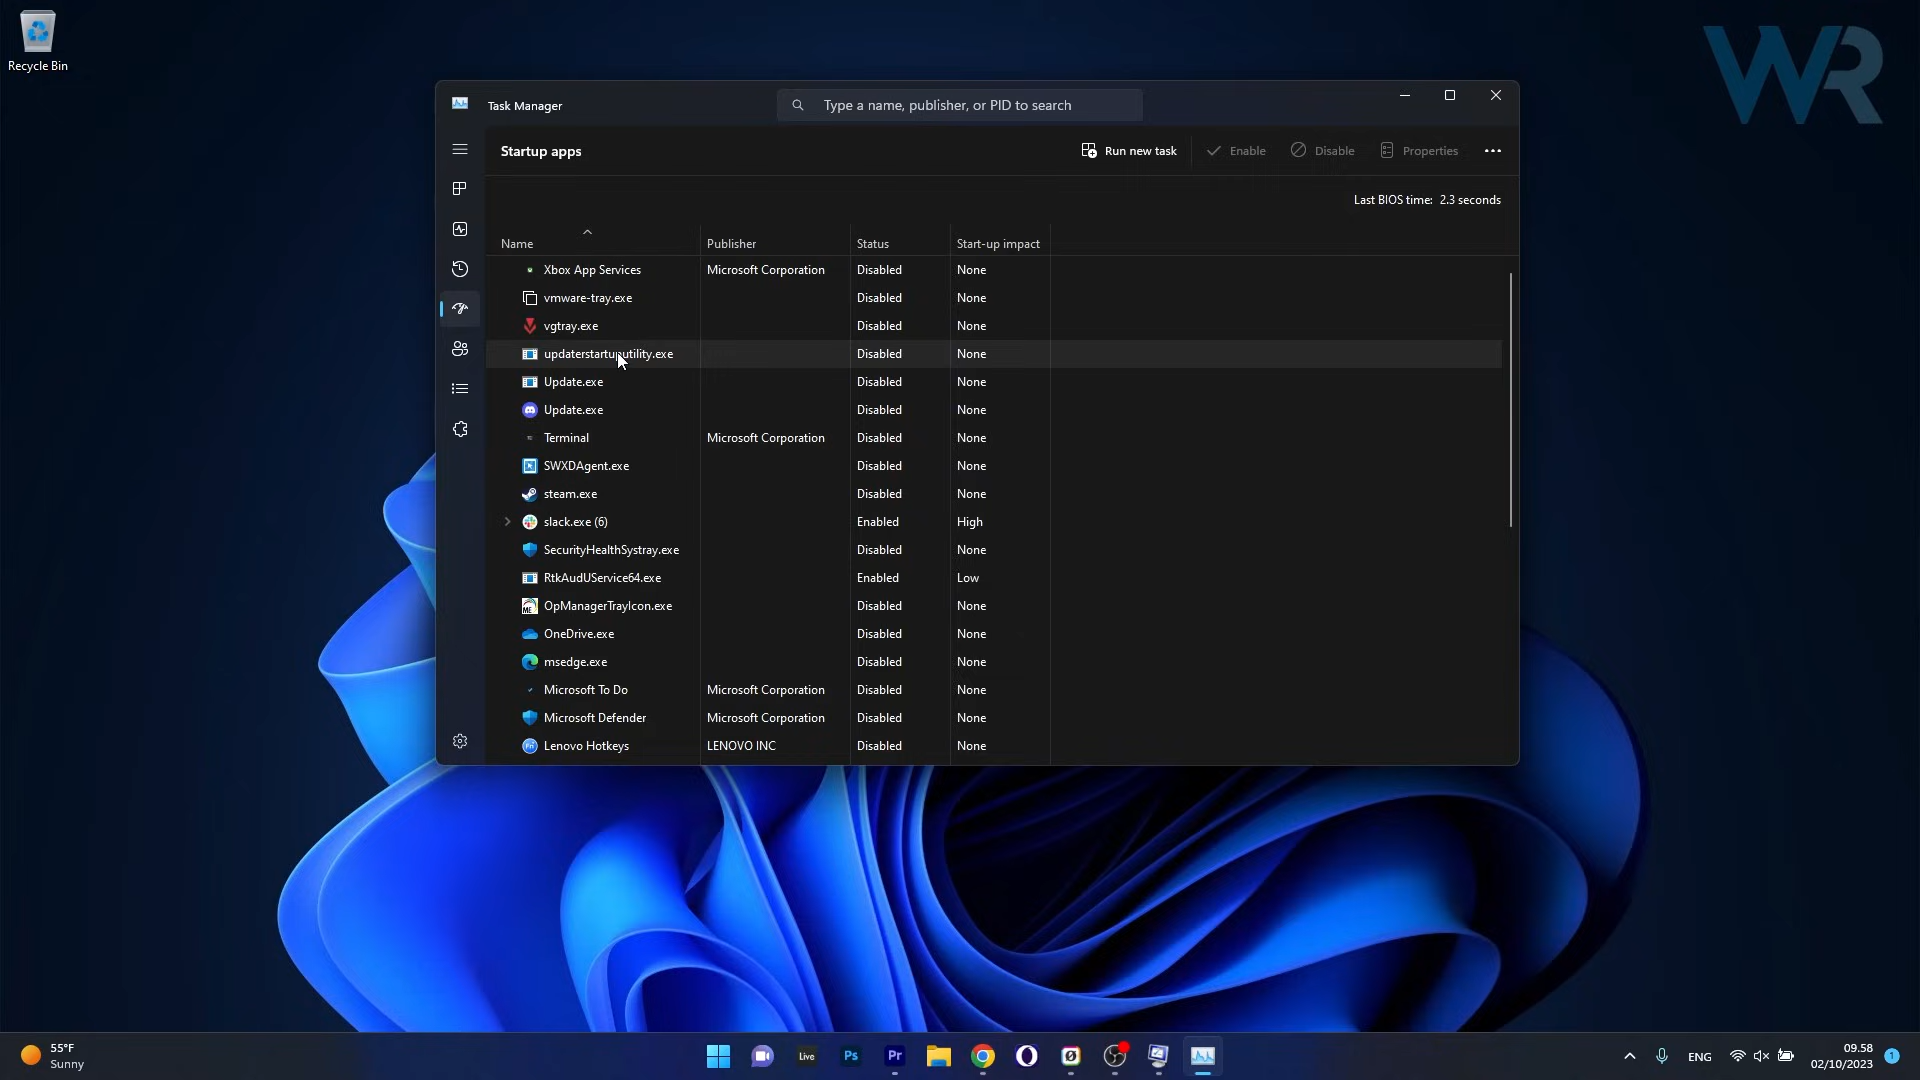 Recycle Bin
WR
Task Manager
Type a name, publisher, or PID to search
Startup apps
Run new task
Enable
Disable
Properties
Last BIOS time: 2.3 seconds
Name Publisher Status Start-up impact
Xbox App Services Microsoft Corporation Disabled None
vmware-tray.exe Disabled None
vgtray.exe Disabled None
updaterstartuputility.exe Disabled None
Update.exe Disabled None
Update.exe Disabled None
Terminal Microsoft Corporation Disabled None
SWXDAgent.exe Disabled None
steam.exe Disabled None
slack.exe (6) Enabled High
SecurityHealthSystray.exe Disabled None
RtkAudUService64.exe Enabled Low
OpManagerTrayIcon.exe Disabled None
OneDrive.exe Disabled None
msedge.exe Disabled None
Microsoft To Do Microsoft Corporation Disabled None
Microsoft Defender Microsoft Corporation Disabled None
Lenovo Hotkeys LENOVO INC Disabled None
55°F
Sunny
Live
Ps
Pr
ENG
09.58
02/10/2023
1